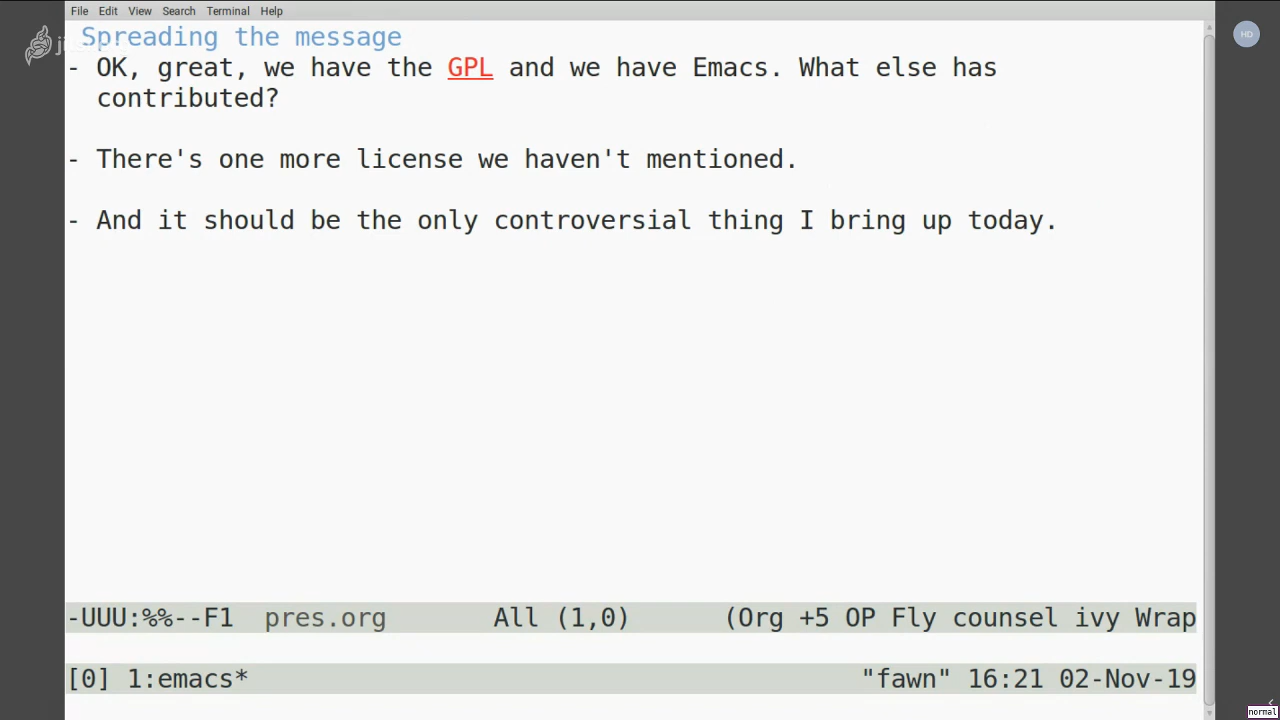 File Edit View Search Terminal Help
Spreading the message
HD
- OK, great, we have the GPL and we have Emacs. What else has
contributed?
- There's one more license we haven't mentioned.
- And it should be the only controversial thing I bring up today.
-UUU:%%--F1 pres.org All (1,0) (Org +5 OP Fly counsel ivy Wrap
[0] 1:emacs* "fawn" 16:21 02-Nov-19
normal